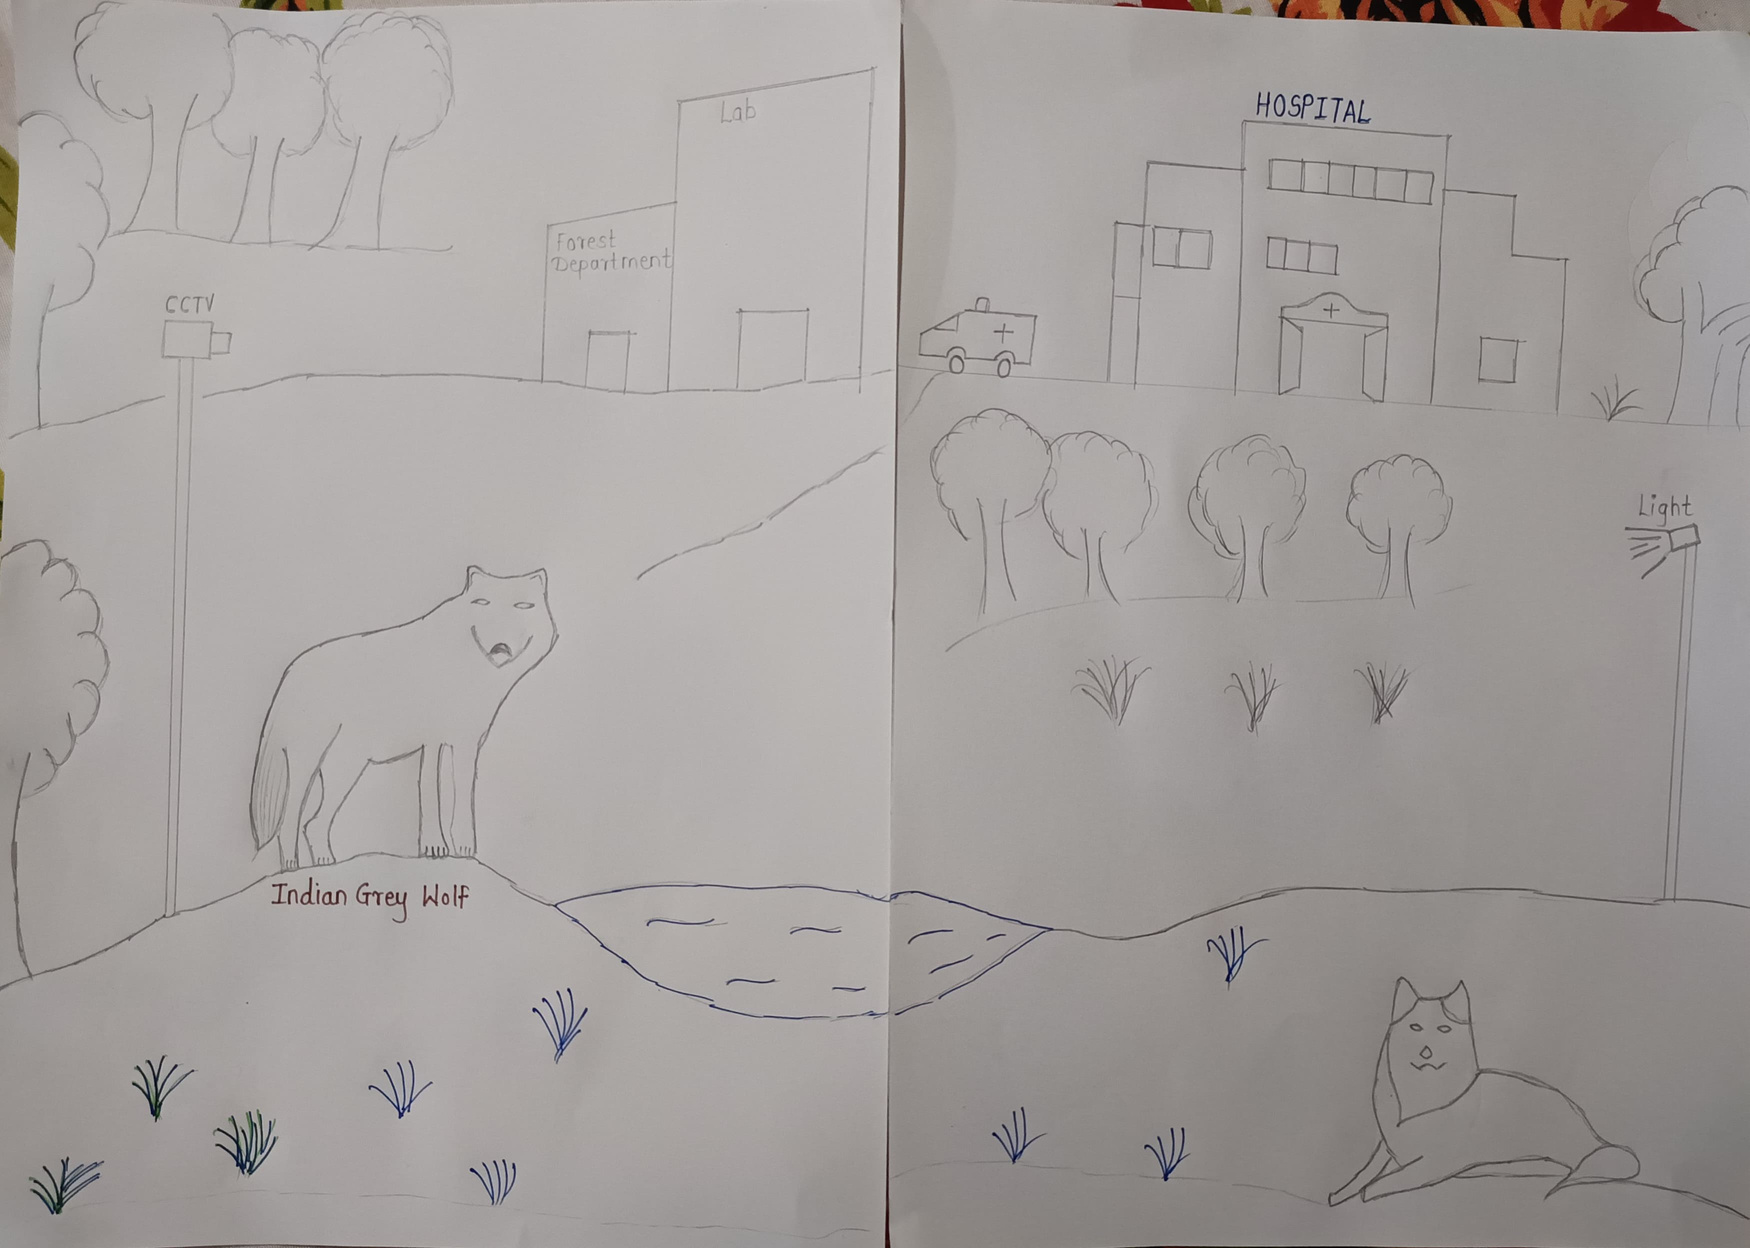 Lab
Forest
Department
CCTV
Indian Grey Wolf
HOSPITAL
Light